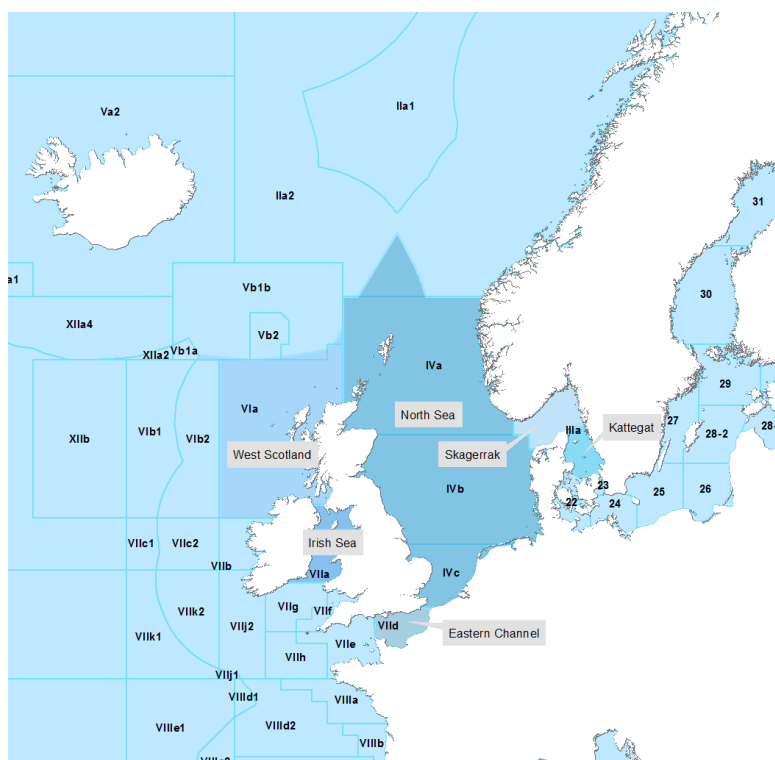 Va2
IIa1
IIa2
31
a1
Vb1b
30
XIIa4
Vb2
Vb1a
XIIa2
IVa
29
VIa
North Sea
Kattegat
IIIa
27
XIIb
VIb1
VIb2
West Scotland
Skagerrak
28-2
28-
IVb
23
22
24
25
26
VIIc1
VIIc2
Irish Sea
VIIb
VIIa
IVc
VIIk2
VIIg
VIIf
VIIj2
VIId
VIIk1
VIIe
Eastern Channel
VIIh
VIIj1
VIIId1
VIIIa
VIIIe1
VIIId2
VIIIb